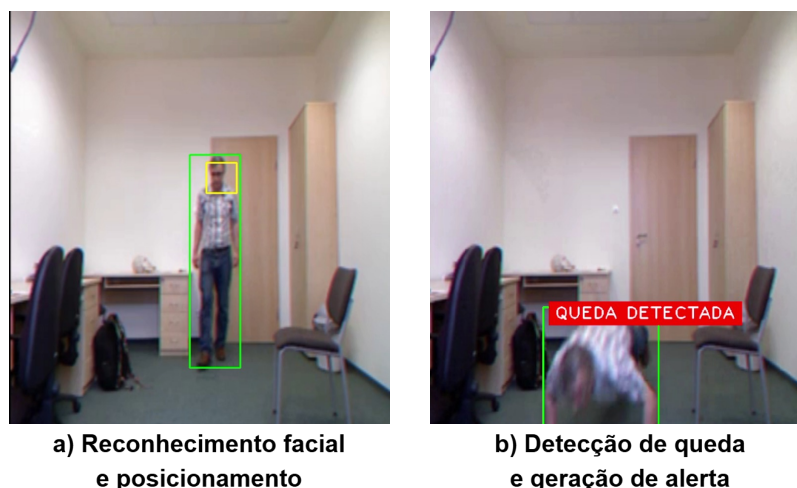 QUEDA DETECTADA
a) Reconhecimento facial
e posicionamento
b) Detecção de queda
e geração de alerta